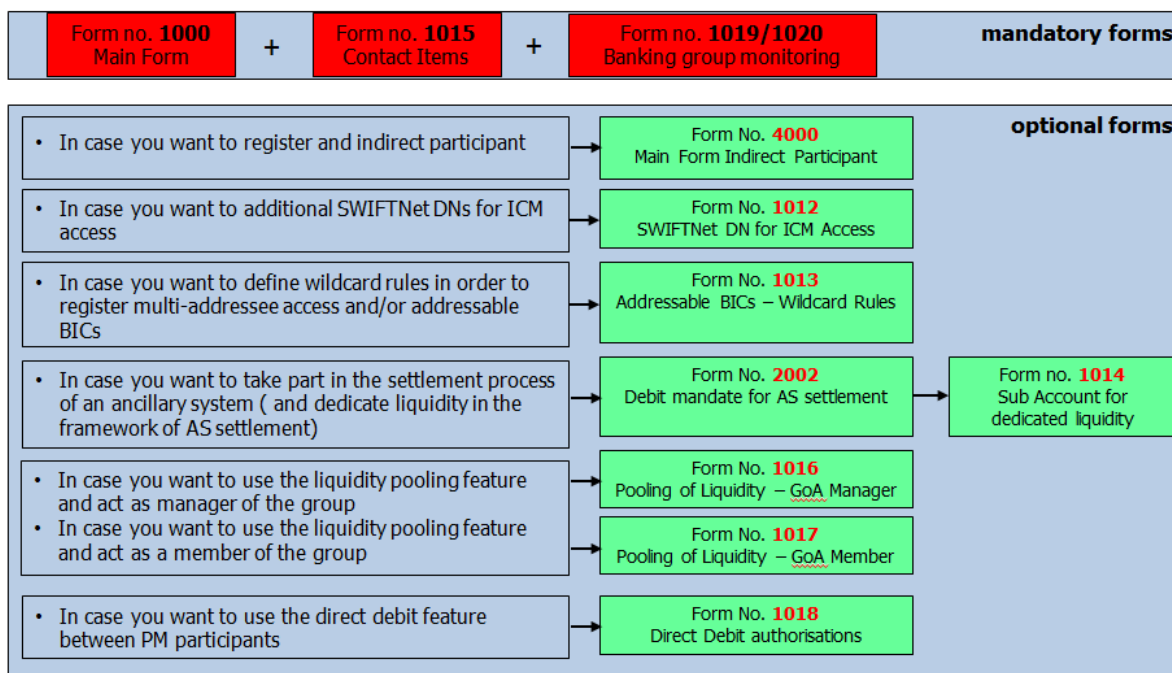 Form no. 1000
Main Form
+
Form no. 1015
Contact Items
+
Form no. 1019/1020
Banking group monitoring
mandatory forms
optional forms
• In case you want to register and indirect participant
Form No. 4000
Main Form Indirect Participant
• In case you want to additional SWIFTNet DNs for ICM
access
Form No. 1012
SWIFTNet DN for ICM Access
• In case you want to define wildcard rules in order to
register multi-addressee access and/or addressable
BICs
Form No. 1013
Addressable BICs – Wildcard Rules
• In case you want to take part in the settlement process
of an ancillary system ( and dedicate liquidity in the
framework of AS settlement)
Form No. 2002
Debit mandate for AS settlement
Form no. 1014
Sub Account for
dedicated liquidity
• In case you want to use the liquidity pooling feature
and act as manager of the group
• In case you want to use the liquidity pooling feature
and act as a member of the group
Form No. 1016
Pooling of Liquidity – GoA Manager
Form No. 1017
Pooling of Liquidity – GoA Member
• In case you want to use the direct debit feature
between PM participants
Form No. 1018
Direct Debit authorisations